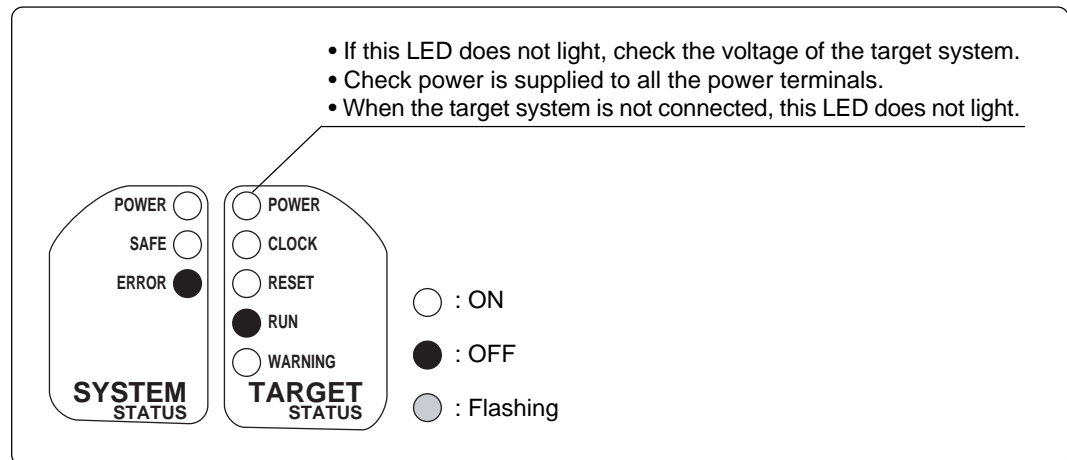 • If this LED does not light, check the voltage of the target system.
• Check power is supplied to all the power terminals.
• When the target system is not connected, this LED does not light.
POWER
SAFE
ERROR
SYSTEM
STATUS
POWER
CLOCK
RESET
RUN
WARNING
TARGET
STATUS
: ON
: OFF
: Flashing